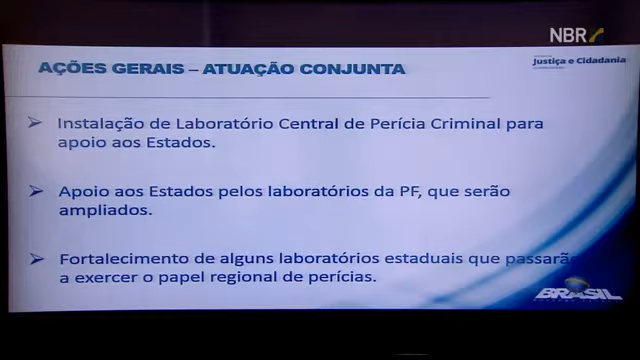 NBR
Justiça e Cidadania
AÇÕES GERAIS – ATUAÇÃO CONJUNTA
➤ Instalação de Laboratório Central de Perícia Criminal para
apoio aos Estados.
➤ Apoio aos Estados pelos laboratórios da PF, que serão
ampliados.
➤ Fortalecimento de alguns laboratórios estaduais que passarão
a exercer o papel regional de perícias.
BRASIL